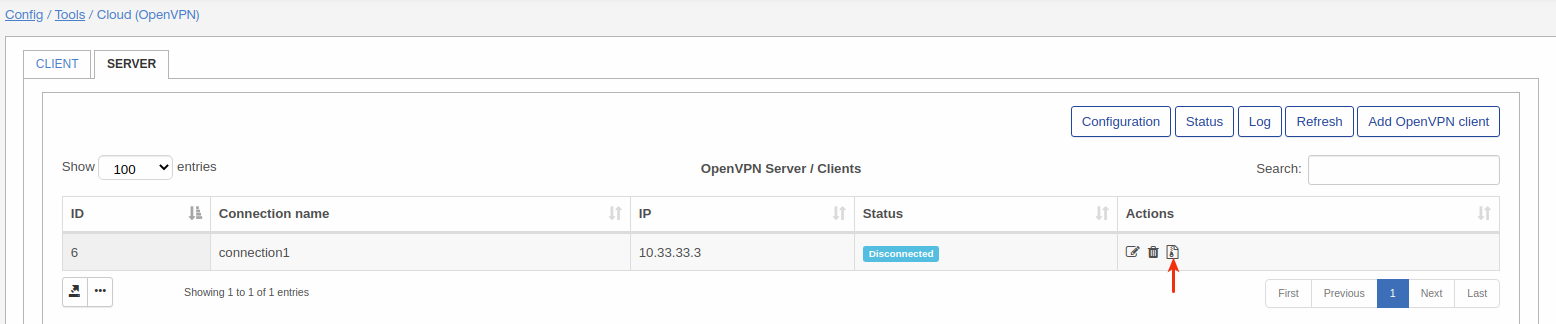 Config / Tools / Cloud (OpenVPN)
CLIENT SERVER
Configuration Status Log Refresh Add OpenVPN client
Show 100 entries OpenVPN Server / Clients Search:
ID Connection name IP Status Actions
6 connection1 10.33.33.3 Disconnected
Showing 1 to 1 of 1 entries First Previous 1 Next Last